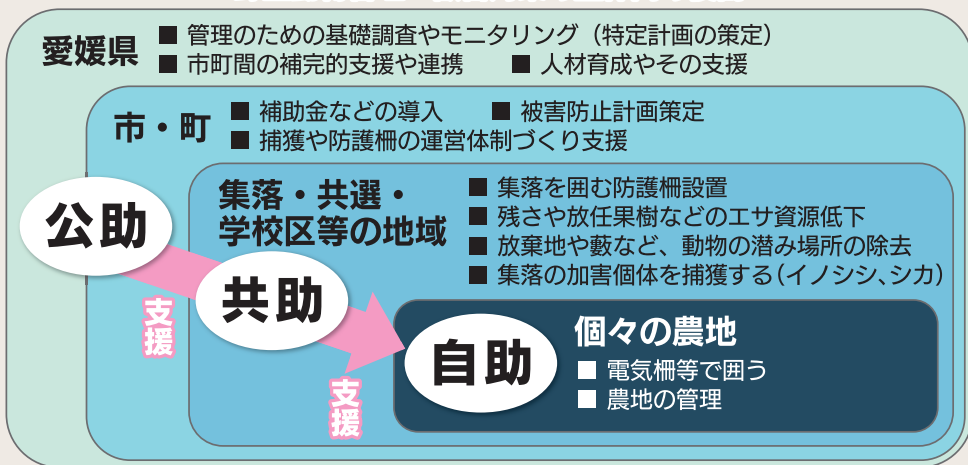 愛媛県
■ 管理のための基礎調査やモニタリング（特定計画の策定）
■ 市町間の補完的支援や連携　■ 人材育成やその支援
市・町
■ 補助金などの導入　■ 被害防止計画策定
■ 捕獲や防護柵の運営体制づくり支援
集落・共選・
学校区等の地域
■ 集落を囲む防護柵設置
■ 残さや放任果樹などのエサ資源低下
■ 放棄地や藪など、動物の潜み場所の除去
■ 集落の加害個体を捕獲する（イノシシ、シカ）
公助
支援
共助
支援
自助
個々の農地
■ 電気柵等で囲う
■ 農地の管理